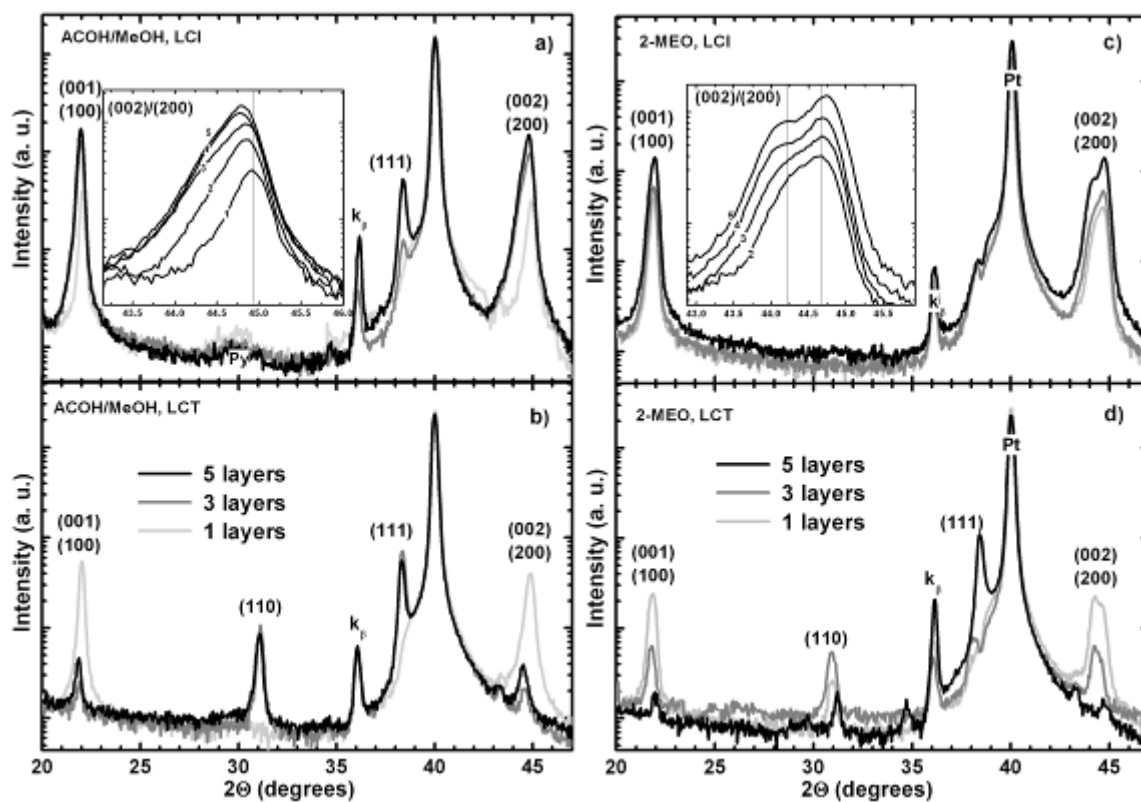 ACOH/MeOH, LCI
a)
(001)
(100)
(002)/(200)
5
3
2
1
43.5
44.0
44.5
45.0
45.5
46.0
(111)
(002)
(200)
kβ
Py
Intensity (a. u.)
2-MEO, LCI
c)
(001)
(100)
(002)/(200)
5
4
3
2
43.0
43.5
44.0
44.5
45.0
45.5
Pt
(002)
(200)
kβ
Intensity (a. u.)
ACOH/MeOH, LCT
b)
5 layers
3 layers
1 layers
(001)
(100)
(110)
kβ
(111)
(002)
(200)
Intensity (a. u.)
20 25 30 35 40 45
2Θ (degrees)
2-MEO, LCT
d)
Pt
5 layers
3 layers
1 layers
(001)
(100)
(110)
kβ
(111)
(002)
(200)
Intensity (a. u.)
20 25 30 35 40 45
2Θ (degrees)